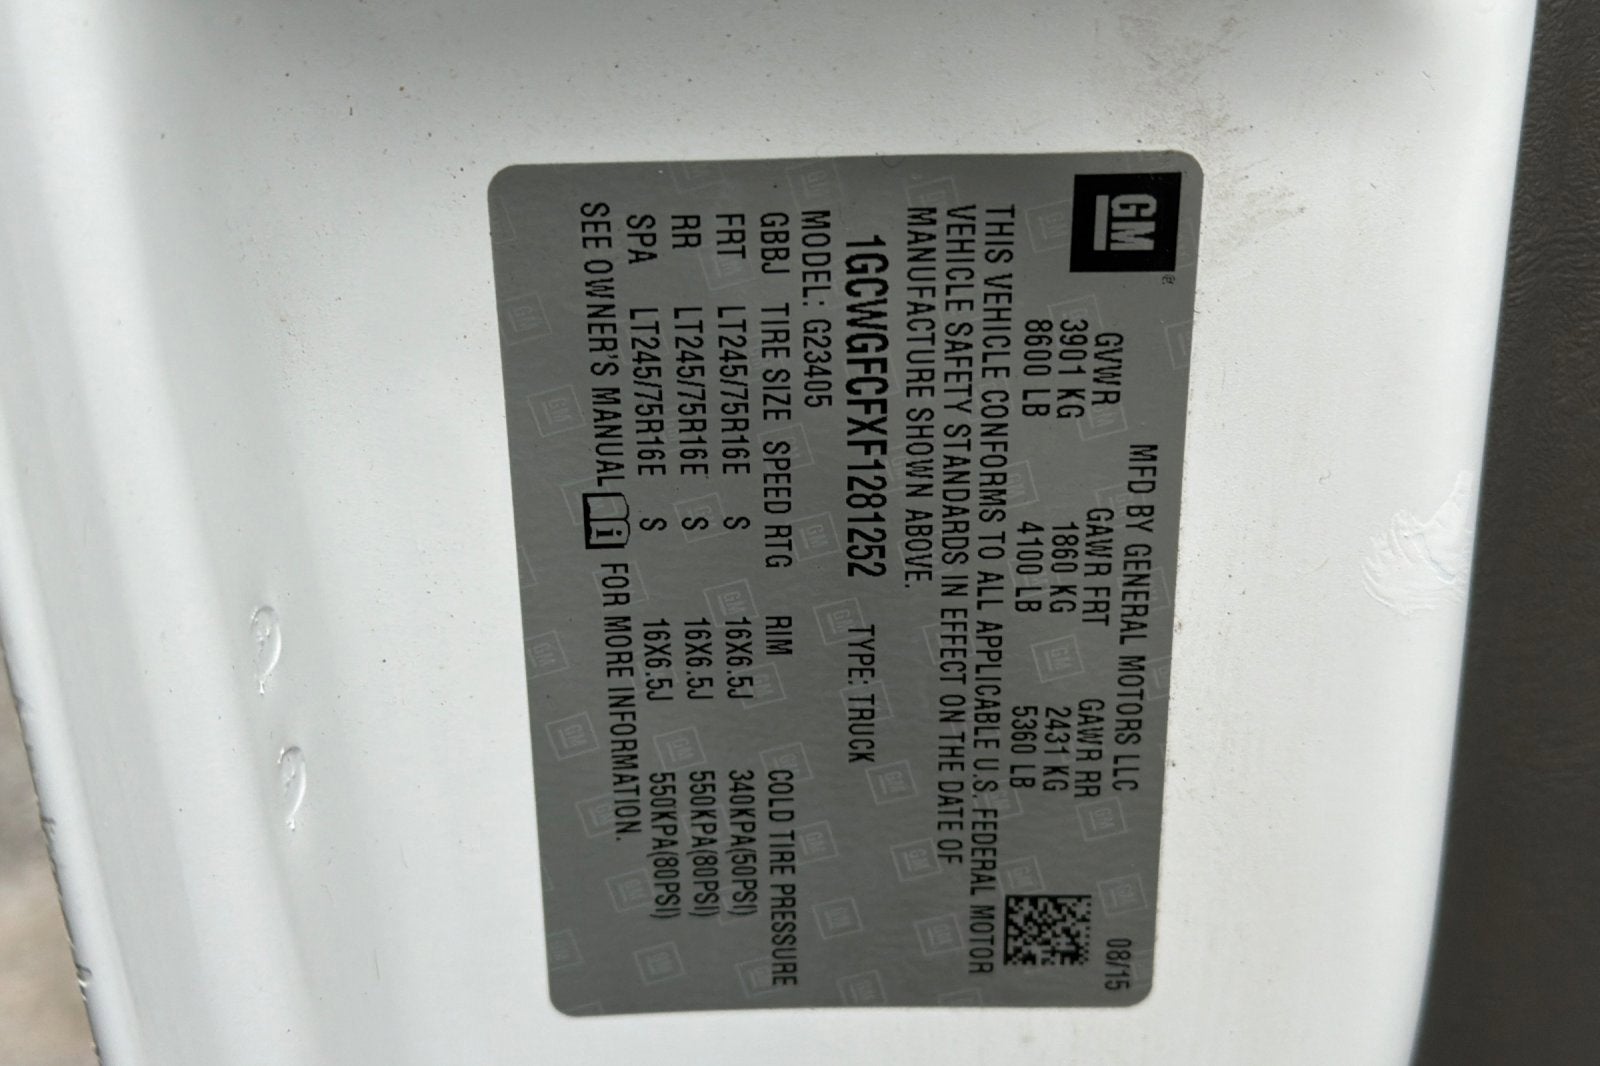 GM®
MFD BY GENERAL MOTORS LLC 08/15
GVWR GAWR FRT GAWR RR
3901 KG 1860 KG 2431 KG
8600 LB 4100 LB 5360 LB
THIS VEHICLE CONFORMS TO ALL APPLICABLE U.S. FEDERAL MOTOR
VEHICLE SAFETY STANDARDS IN EFFECT ON THE DATE OF
MANUFACTURE SHOWN ABOVE.
1GCWGFCFXF1281252 TYPE: TRUCK
MODEL: G23405
GBBJ TIRE SIZE SPEED RTG RIM COLD TIRE PRESSURE
FRT LT245/75R16E S 16X6.5J 340KPA(50PSI)
RR LT245/75R16E S 16X6.5J 550KPA(80PSI)
SPA LT245/75R16E S 16X6.5J 550KPA(80PSI)
SEE OWNER'S MANUAL i FOR MORE INFORMATION.